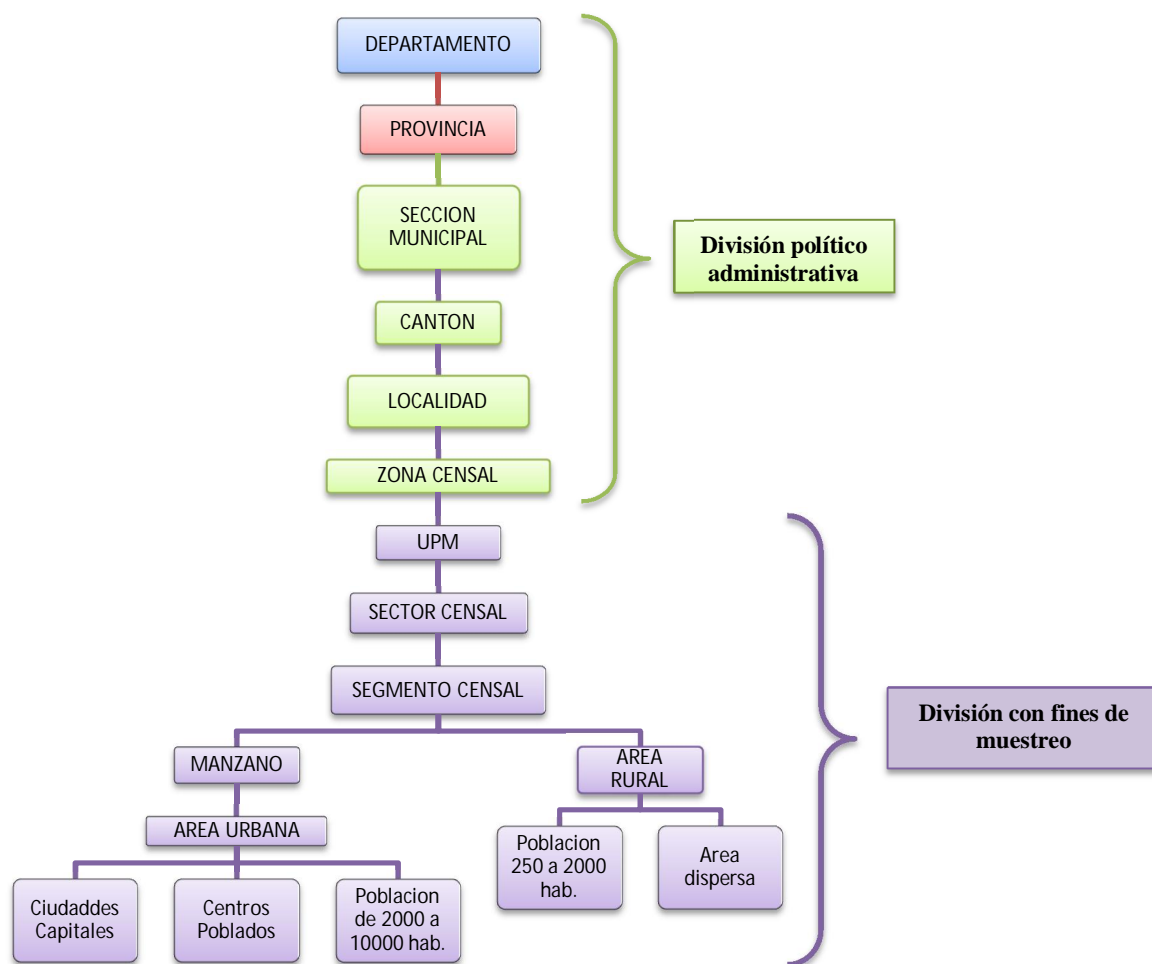 DEPARTAMENTO
PROVINCIA
SECCION
MUNICIPAL
División político
administrativa
CANTON
LOCALIDAD
ZONA CENSAL
UPM
SECTOR CENSAL
SEGMENTO CENSAL
División con fines de
muestreo
MANZANO
AREA
RURAL
AREA URBANA
Poblacion
250 a 2000
hab.
Area
dispersa
Ciudaddes
Capitales
Centros
Poblados
Poblacion
de 2000 a
10000 hab.